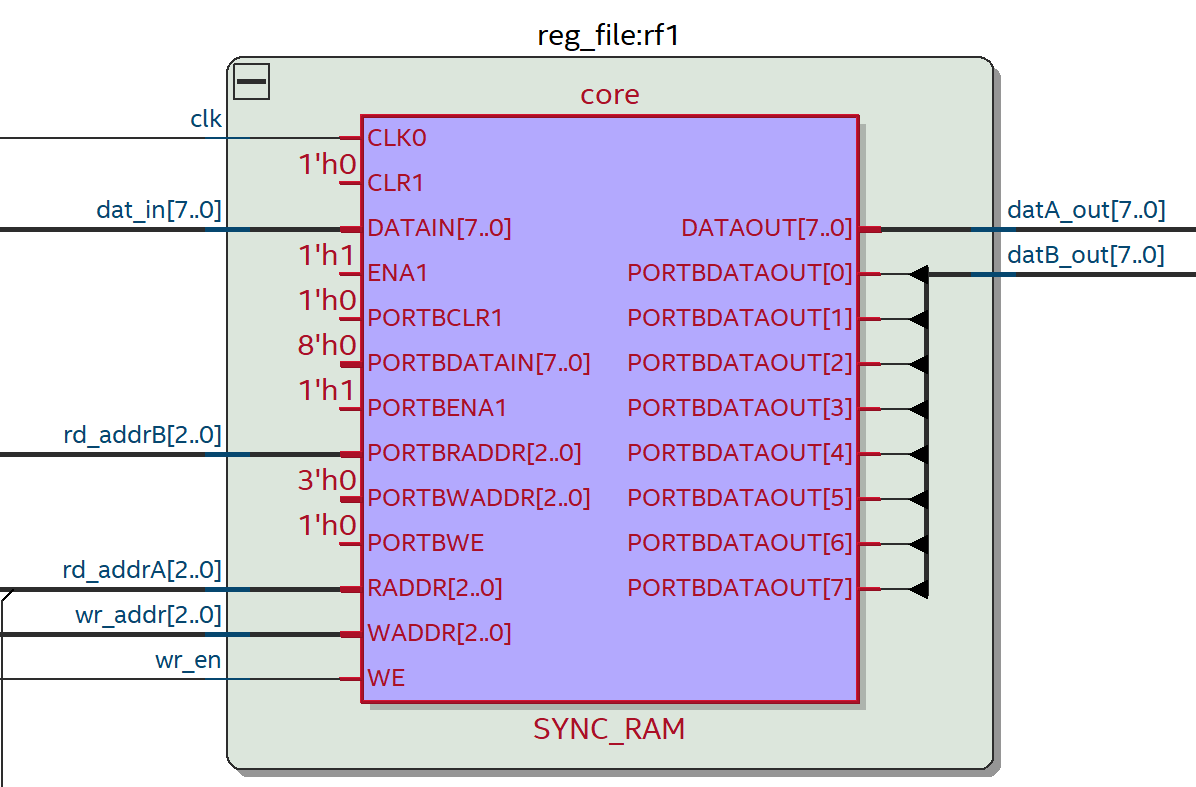 reg_file:rf1
core
clk
CLK0
1'h0
CLR1
dat_in[7..0]
DATAIN[7..0]
DATAOUT[7..0]
datA_out[7..0]
1'h1
ENA1
PORTBDATAOUT[0]
datB_out[7..0]
1'h0
PORTBCLR1
PORTBDATAOUT[1]
8'h0
PORTBDATAIN[7..0]
PORTBDATAOUT[2]
1'h1
PORTBENA1
PORTBDATAOUT[3]
rd_addrB[2..0]
PORTBRADDR[2..0]
PORTBDATAOUT[4]
3'h0
PORTBWADDR[2..0]
PORTBDATAOUT[5]
1'h0
PORTBWE
PORTBDATAOUT[6]
rd_addrA[2..0]
RADDR[2..0]
PORTBDATAOUT[7]
wr_addr[2..0]
WADDR[2..0]
wr_en
WE
SYNC_RAM